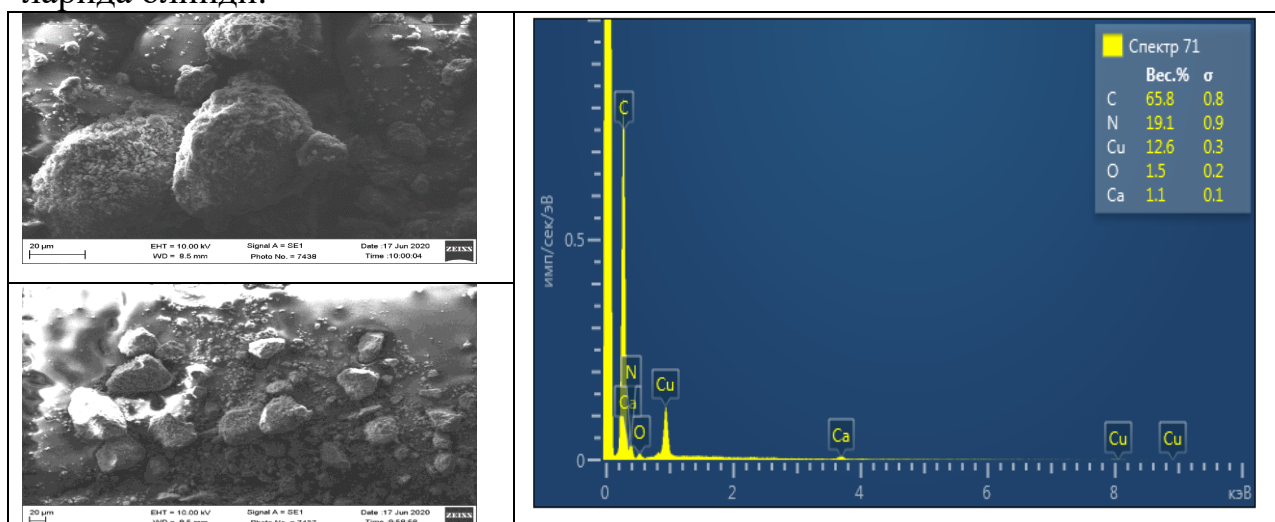 20 µm
EHT = 10.00 kV
WD = 8.5 mm
Signal A = SE1
Photo No. = 7438
Date :17 Jun 2020
Time :10:00:04
ZEISS
20 µm
EHT = 10.00 kV
Signal A = SE1
Date :17 Jun 2020
ZEISS
Спектр 71
Вес.% σ
C 65.8 0.8
N 19.1 0.9
Cu 12.6 0.3
O 1.5 0.2
Ca 1.1 0.1
имп/сек/эВ
0.5
0
C
N
Ca
O
Cu
Ca
Cu
Cu
0 2 4 6 8 кэВ